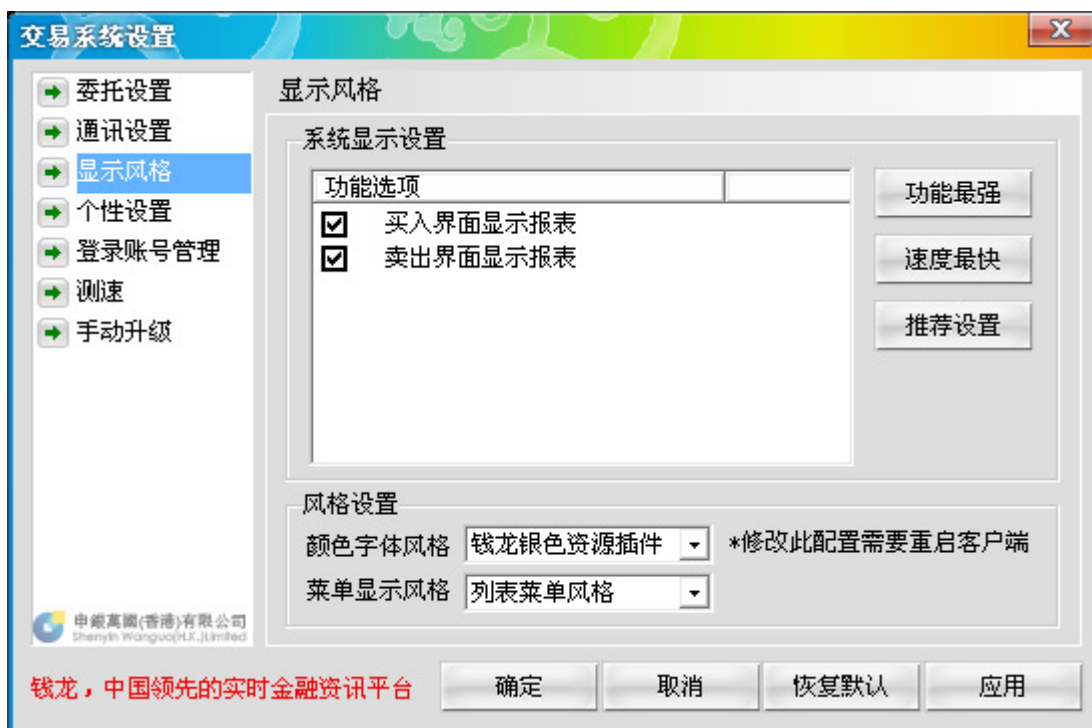 交易系统设置
委托设置
通讯设置
显示风格
个性设置
登录账号管理
测速
手动升级
申銀萬國(香港)有限公司
Shenyin Wanguo(H.K.)Limited
显示风格
系统显示设置
功能选项
买入界面显示报表
卖出界面显示报表
功能最强
速度最快
推荐设置
风格设置
颜色字体风格 钱龙银色资源插件 *修改此配置需要重启客户端
菜单显示风格 列表菜单风格
钱龙，中国领先的实时金融资讯平台
确定 取消 恢复默认 应用